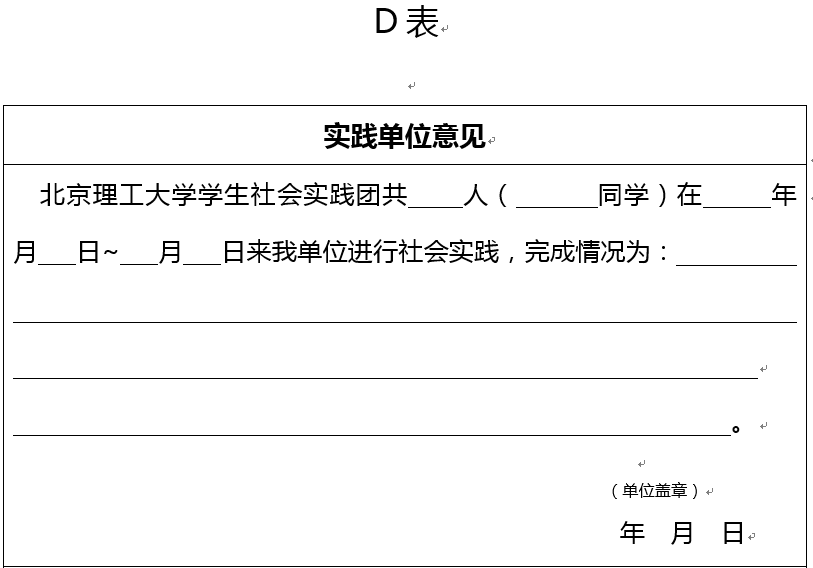 D 表
实践单位意见
北京理工大学学生社会实践团共____人（______同学）在_____年
月___日~___月___日来我单位进行社会实践，完成情况为：_________
。
（单位盖章）
年 月 日